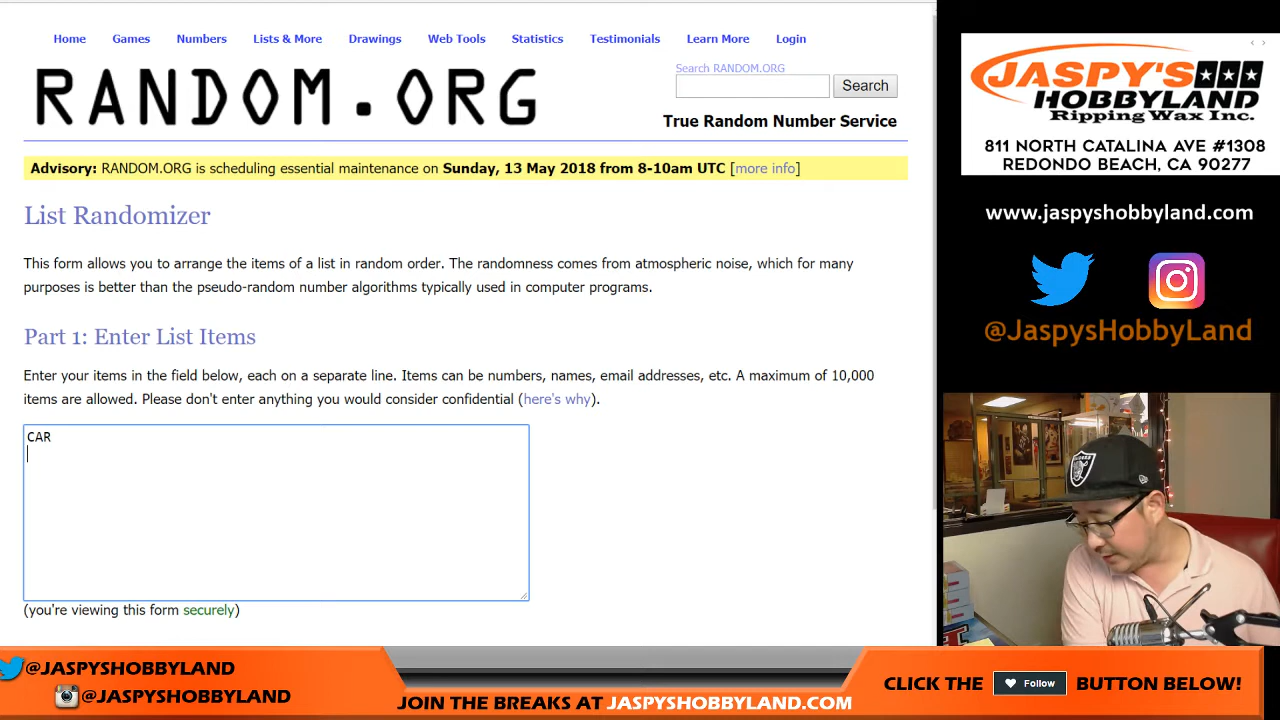 Home Games Numbers Lists & More Drawings Web Tools Statistics Testimonials Learn More Login
RANDOM.ORG
Search RANDOM.ORG
Search
True Random Number Service
Advisory: RANDOM.ORG is scheduling essential maintenance on Sunday, 13 May 2018 from 8-10am UTC [more info]
List Randomizer
This form allows you to arrange the items of a list in random order. The randomness comes from atmospheric noise, which for many
purposes is better than the pseudo-random number algorithms typically used in computer programs.
Part 1: Enter List Items
Enter your items in the field below, each on a separate line. Items can be numbers, names, email addresses, etc. A maximum of 10,000
items are allowed. Please don't enter anything you would consider confidential (here's why).
CAR
(you're viewing this form securely)
JASPY'S
HOBBYLAND
Ripping Wax Inc.
811 NORTH CATALINA AVE #1308
REDONDO BEACH, CA 90277
www.jaspyshobbyland.com
@JaspysHobbyLand
RAIDERS
@JASPYSHOBBYLAND
@JASPYSHOBBYLAND
JOIN THE BREAKS AT JASPYSHOBBYLAND.COM
CLICK THE Follow BUTTON BELOW!